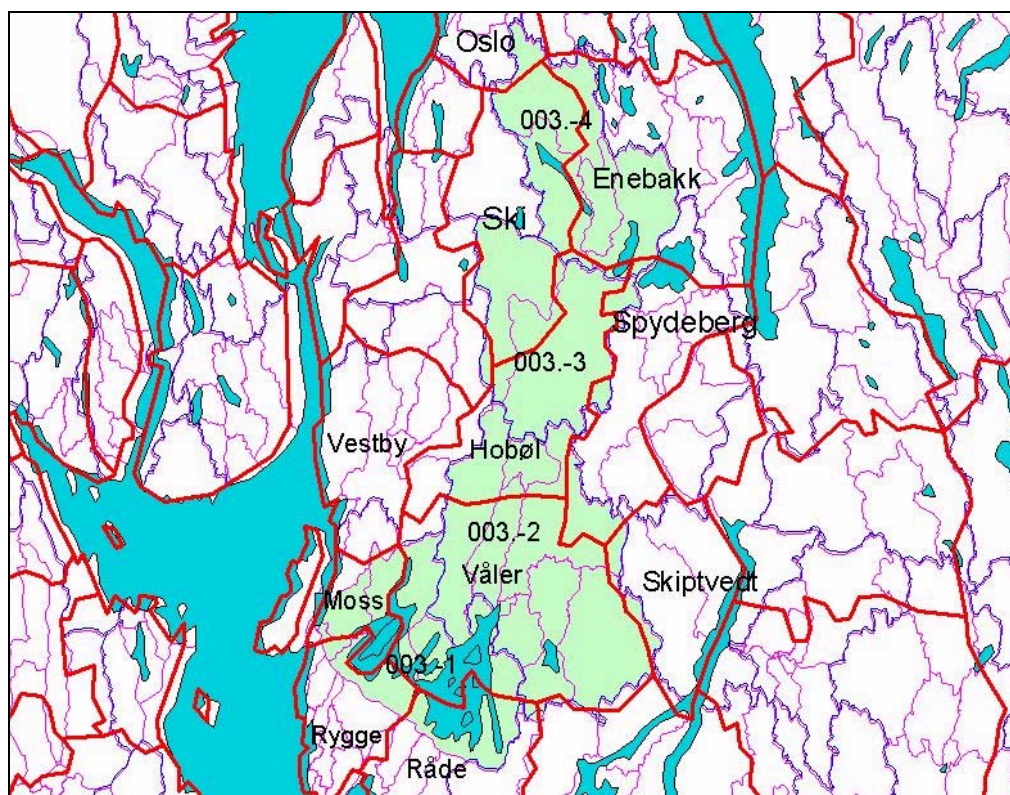 Oslo
003.-4
Enebakk
Ski
Spydeberg
003.-3
Vestby
Hobøl
003.-2
Våler
Skiptvedt
Moss
003.-1
Rygge
Råde